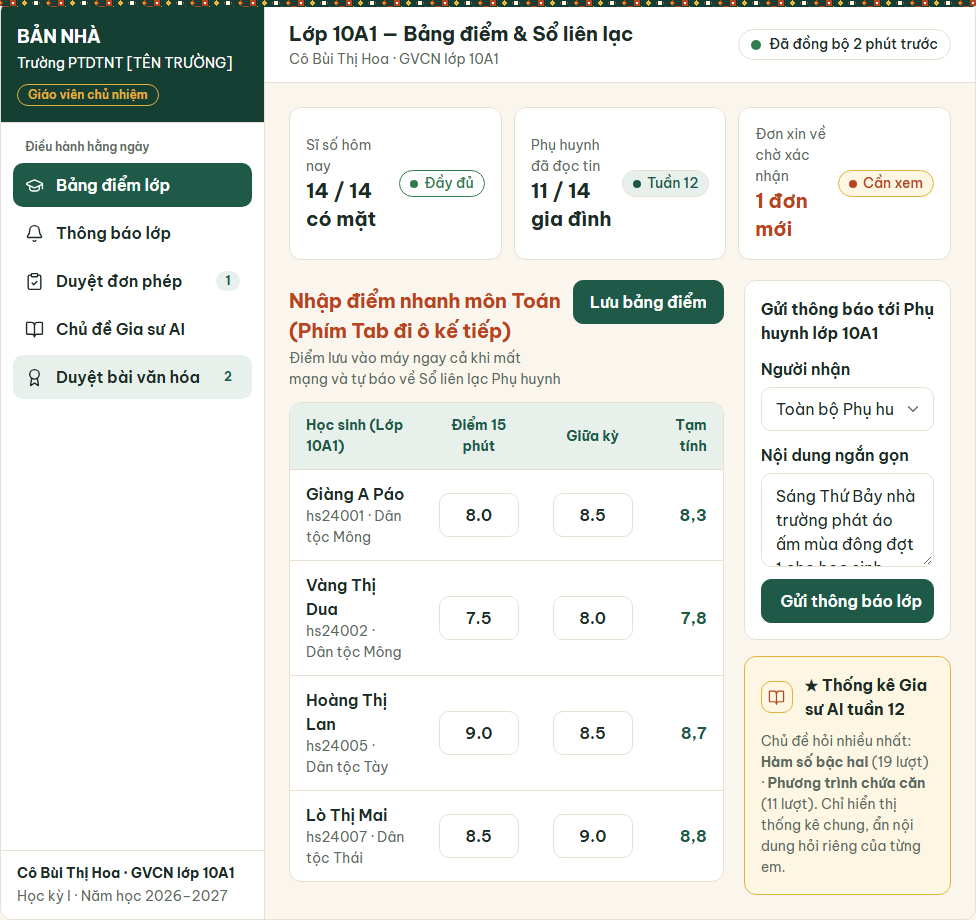 BẢN NHÀ
Trường PTDTNT [TÊN TRƯỜNG]
Giáo viên chủ nhiệm
Điều hành hằng ngày
Bảng điểm lớp
Thông báo lớp
Duyệt đơn phép
1
Chủ đề Gia sư AI
Duyệt bài văn hóa
2
Cô Bùi Thị Hoa · GVCN lớp 10A1
Học kỳ I · Năm học 2026–2027
Lớp 10A1 — Bảng điểm & Sổ liên lạc
Cô Bùi Thị Hoa · GVCN lớp 10A1
Đã đồng bộ 2 phút trước
Sĩ số hôm
nay
14 / 14
có mặt
Đầy đủ
Phụ huynh
đã đọc tin
11 / 14
gia đình
Tuần 12
Đơn xin về
chờ xác
nhận
1 đơn
mới
Cần xem
Nhập điểm nhanh môn Toán
(Phím Tab đi ô kế tiếp)
Điểm lưu vào máy ngay cả khi mất
mạng và tự báo về Sổ liên lạc Phụ huynh
Lưu bảng điểm
Học sinh (Lớp
10A1)
Điểm 15
phút
Giữa kỳ
Tạm
tính
Giàng A Páo
hs24001 · Dân
tộc Mông
8.0
8.5
8,3
Vàng Thị
Dua
hs24002 ·
Dân tộc Mông
7.5
8.0
7,8
Hoàng Thị
Lan
hs24005 ·
Dân tộc Tày
9.0
8.5
8,7
Lò Thị Mai
hs24007 · Dân
tộc Thái
8.5
9.0
8,8
Gửi thông báo tới Phụ
huynh lớp 10A1
Người nhận
Toàn bộ Phụ hu
Nội dung ngắn gọn
Sáng Thứ Bảy nhà
trường phát áo
ấm mùa đông đợt
1 cho học sinh
Gửi thông báo lớp
★ Thống kê Gia
sư AI tuần 12
Chủ đề hỏi nhiều nhất:
Hàm số bậc hai (19 lượt)
· Phương trình chứa căn
(11 lượt). Chỉ hiển thị
thống kê chung, ẩn nội
dung hỏi riêng của từng
em.